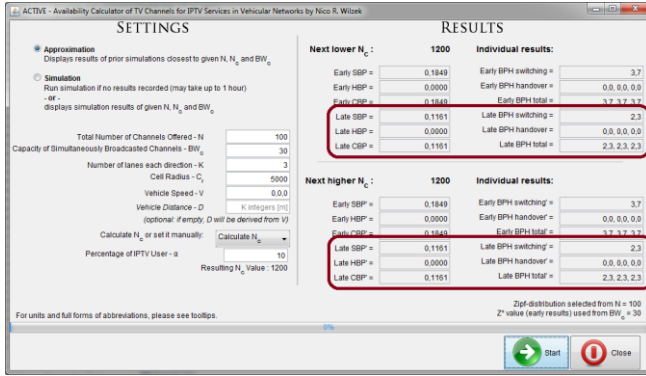 ACTIVE - Availability Calculator of TV Channels for IPTV Services in Vehicular Networks by Nico R. Wilzek
SETTINGS
Approximation
Displays results of prior simulations closest to given N, N_c and BW_c
Simulation
Run simulation if no results recorded (may take up to 1 hour)
- or -
displays simulation results of given N, N_c and BW_c
Total Number of Channels Offered - N 100
Capacity of Simultaneously Broadcasted Channels - BW_c 30
Number of lanes each direction - K 3
Cell Radius - C_r 5000
Vehicle Speed - V 0,0,0
Vehicle Distance - D K integers [m]
(optional: if empty, D will be derived from V)
Calculate N_c or set it manually: Calculate N_c
Percentage of IPTV User - α 10
Resulting N_c Value : 1200
For units and full forms of abbreviations, please see tooltips.
RESULTS
Next lower N_c : 1200 Individual results:
Early SBP = 0,1849 Early BPH switching = 3,7
Early HBP = 0,0000 Early BPH handover = 0,0, 0,0, 0,0
Early CBP = 0,1849 Early BPH total = 3,7, 3,7, 3,7
Late SBP = 0,1161 Late BPH switching = 2,3
Late HBP = 0,0000 Late BPH handover = 0,0, 0,0, 0,0
Late CBP = 0,1161 Late BPH total = 2,3, 2,3, 2,3
Next higher N_c : 1200 Individual results:
Early SBP' = 0,1849 Early BPH switching' = 3,7
Early HBP' = 0,0000 Early BPH handover' = 0,0, 0,0, 0,0
Early CBP' = 0,1849 Early BPH total' = 3,7, 3,7, 3,7
Late SBP' = 0,1161 Late BPH switching' = 2,3
Late HBP' = 0,0000 Late BPH handover' = 0,0, 0,0, 0,0
Late CBP' = 0,1161 Late BPH total' = 2,3, 2,3, 2,3
Zipf-distribution selected from N = 100
Z* value (early results) used from BW_c = 30
0%
Start
Close